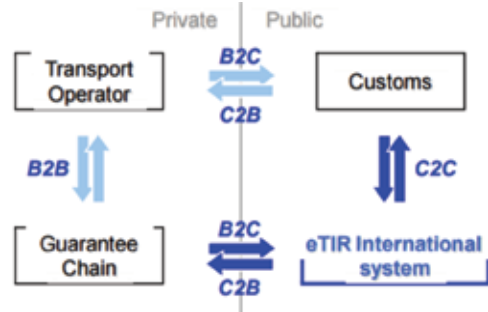 Private Public
B2C
Transport
Operator
Customs
C2B
B2B
C2C
B2C
Guarantee
Chain
eTIR International
system
C2B